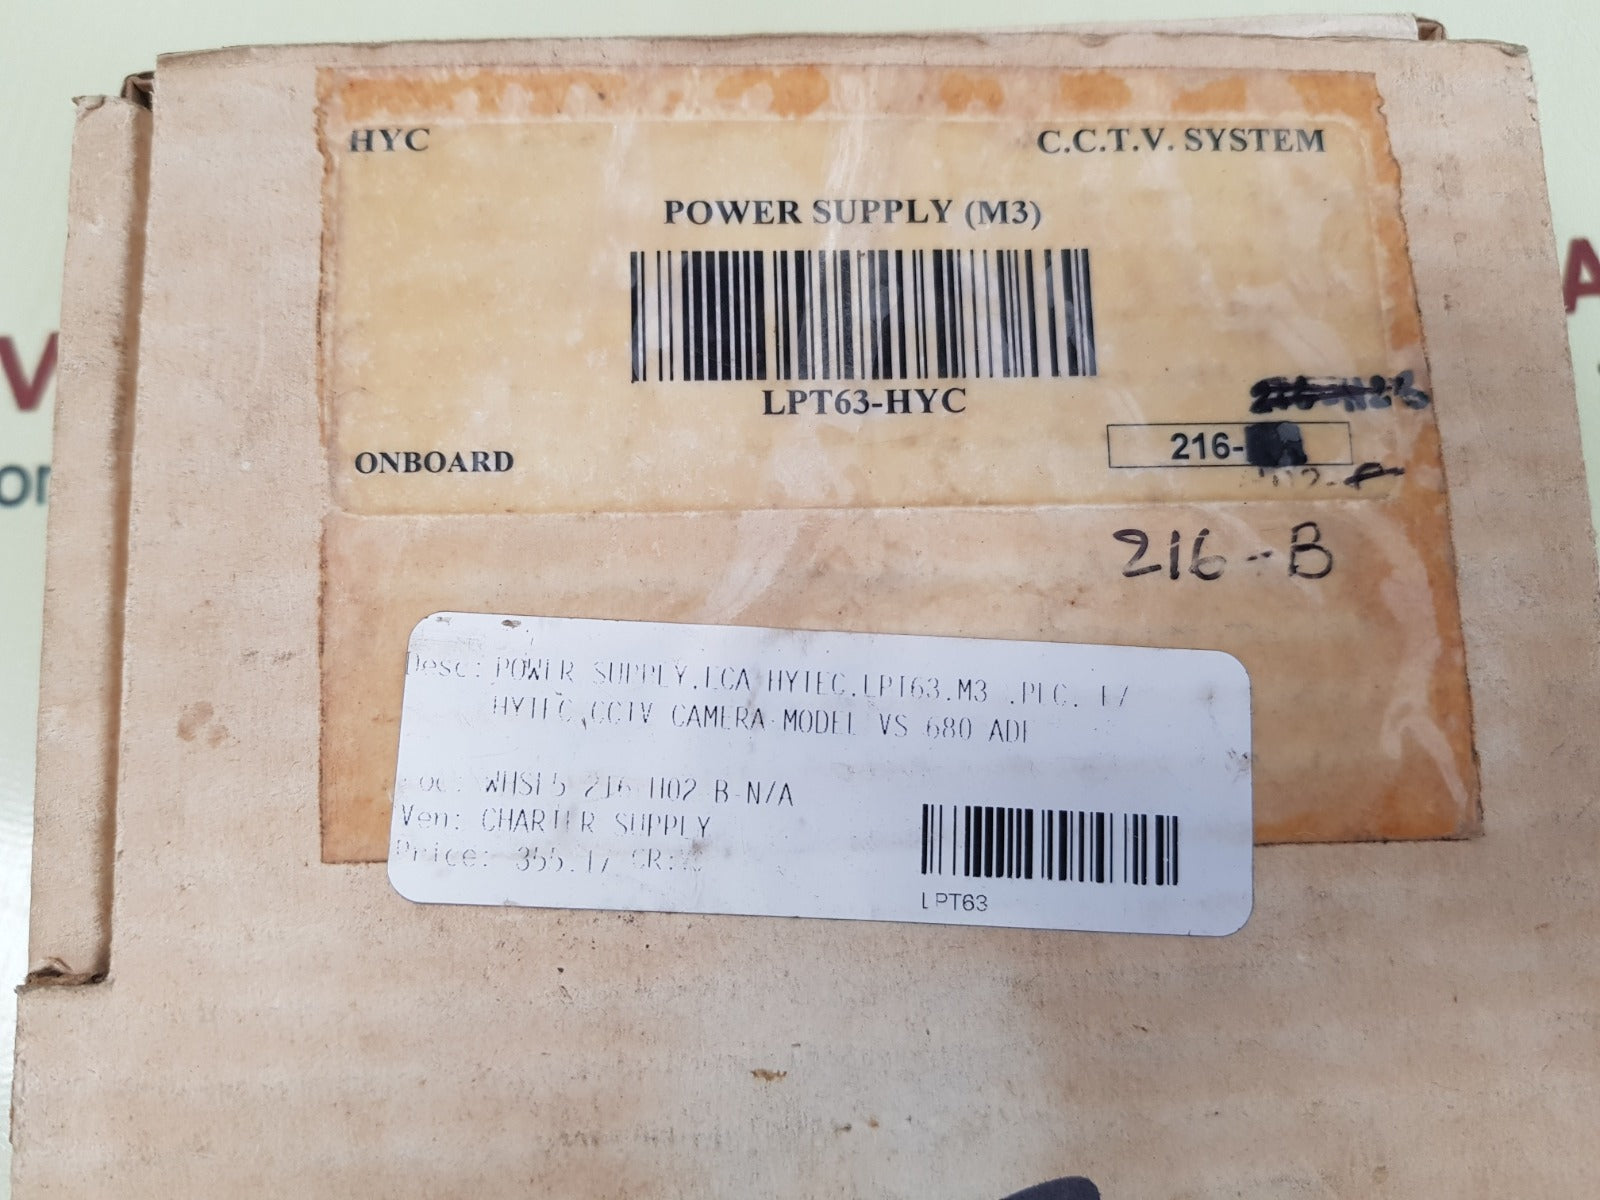 HYC
C.C.T.V. SYSTEM
POWER SUPPLY (M3)
LPT63-HYC
ONBOARD
216-
216-B
Desc: POWER SUPPLY,ECA HYTEC,LPT63.M3 .PLC. F/
HYTEC,CCTV CAMERA MODEL VS 680
WHSE5 216 H02 B-N/A
Ven: CHARTER SUPPLY
Price: 355.17 CR:
LPT63